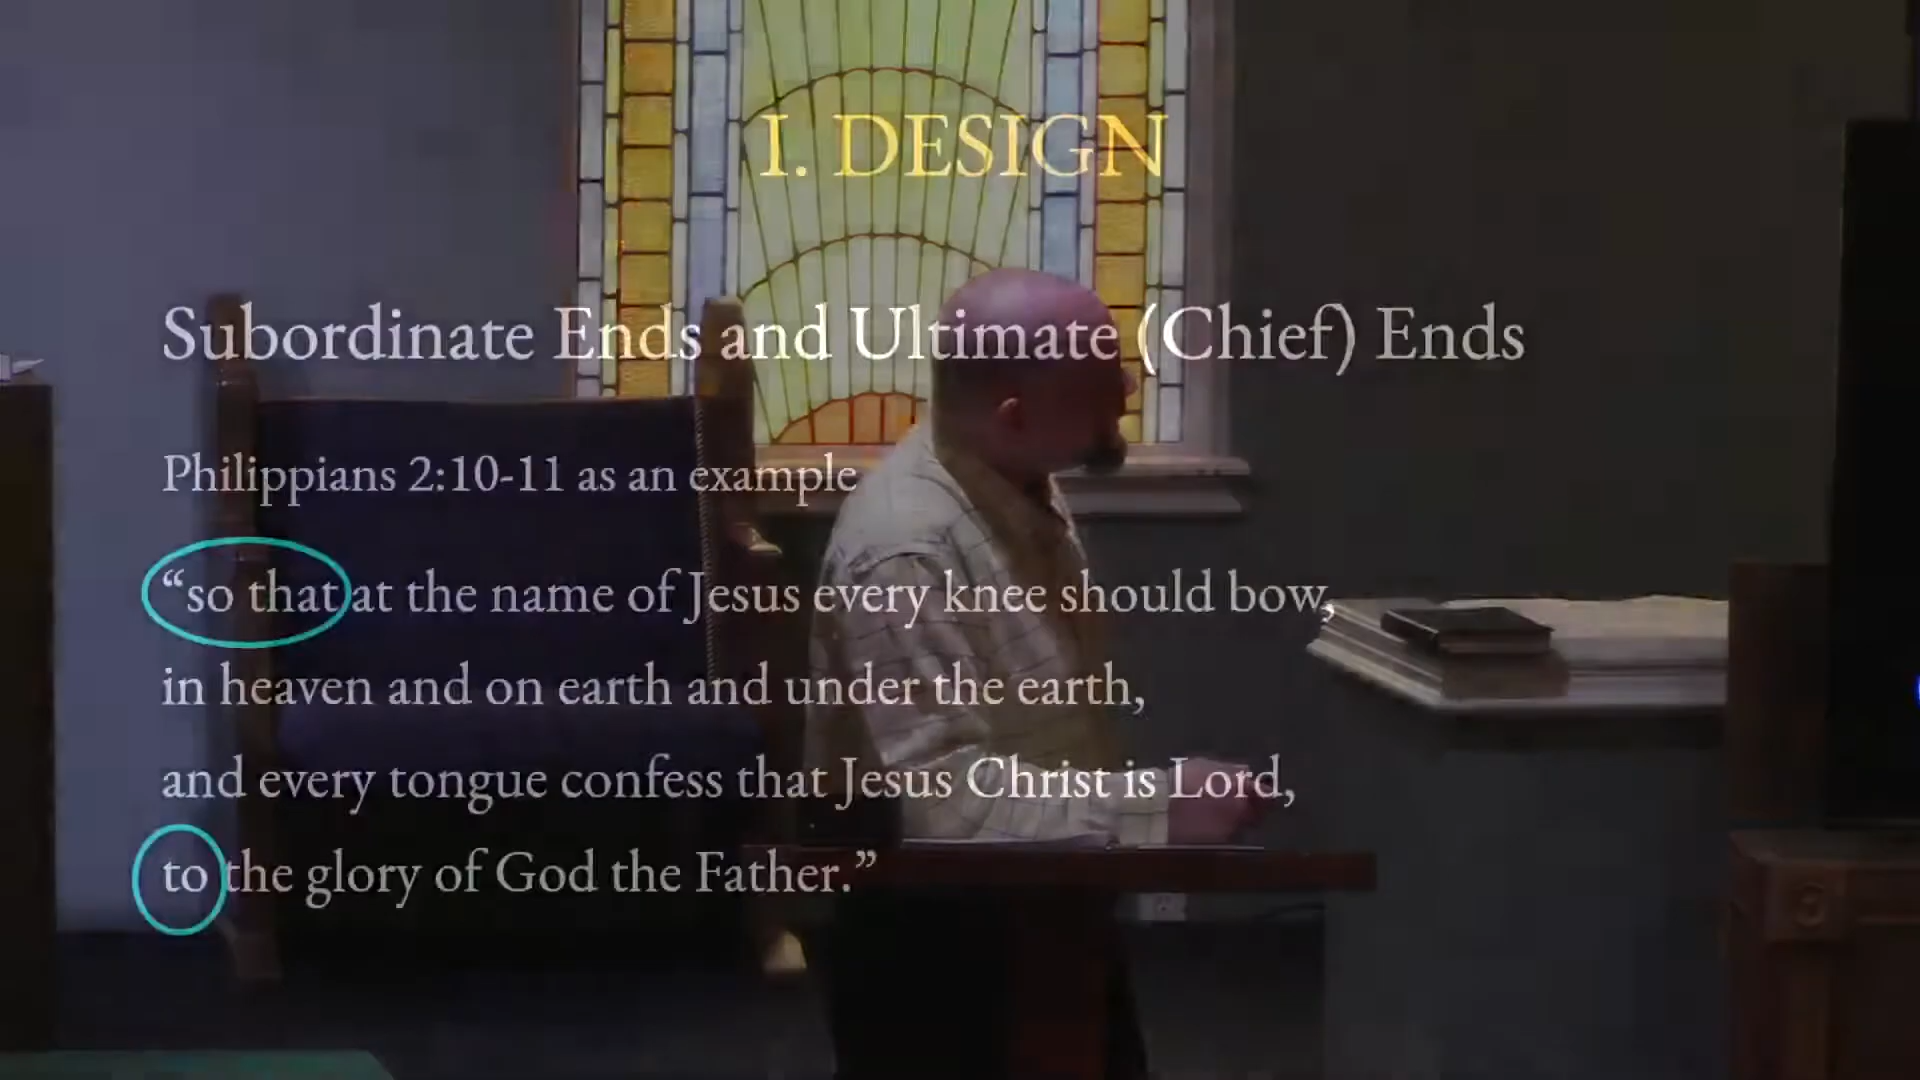 1. DESIGN
Subordinate Ends and Ultimate (Chief) Ends
Philippians 2:10-11 as an example
“so that at the name of Jesus every knee should bow,
in heaven and on earth and under the earth,
and every tongue confess that Jesus Christ is Lord,
to the glory of God the Father.”